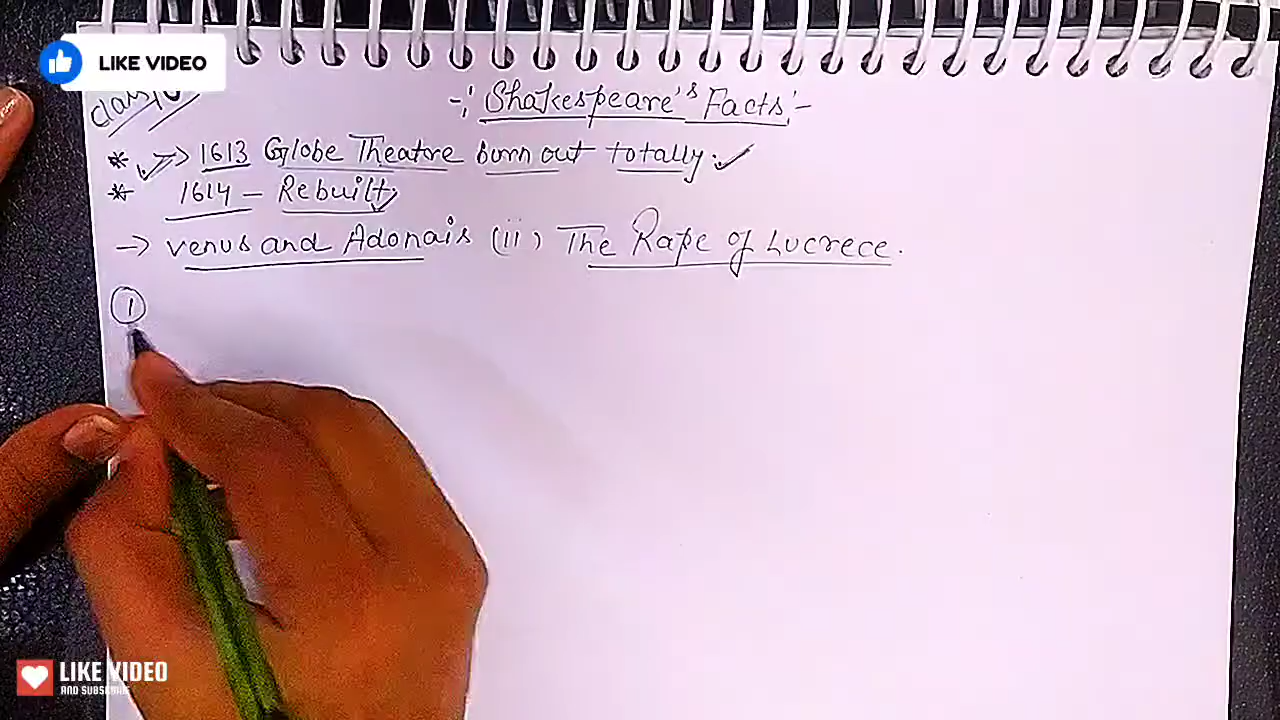 LIKE VIDEO
-: Shakespeare's Facts :-
* => 1613 Globe Theatre burn out totally.
* 1614 - Rebuilt
→ Venus and Adonais (ii) The Rape of Lucrece.
1
LIKE VIDEO
AND SUBSCRIBE